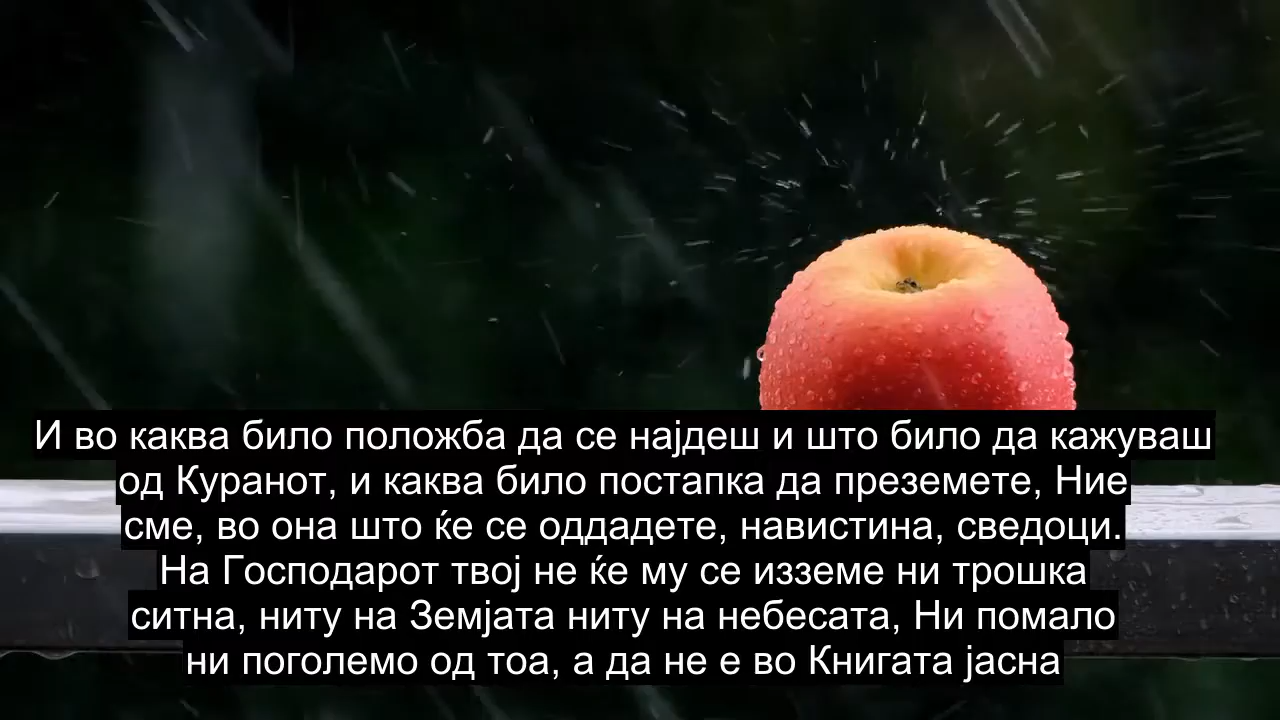 И во каква било положба да се најдеш и што било да кажуваш
од Куранот, и каква било постапка да преземете, Ние
сме, во она што ќе се оддадете, навистина, сведоци.
На Господарот твој не ќе му се изземе ни трошка
ситна, ниту на Земјата ниту на небесата, Ни помало
ни поголемо од тоа, а да не е во Книгата јасна